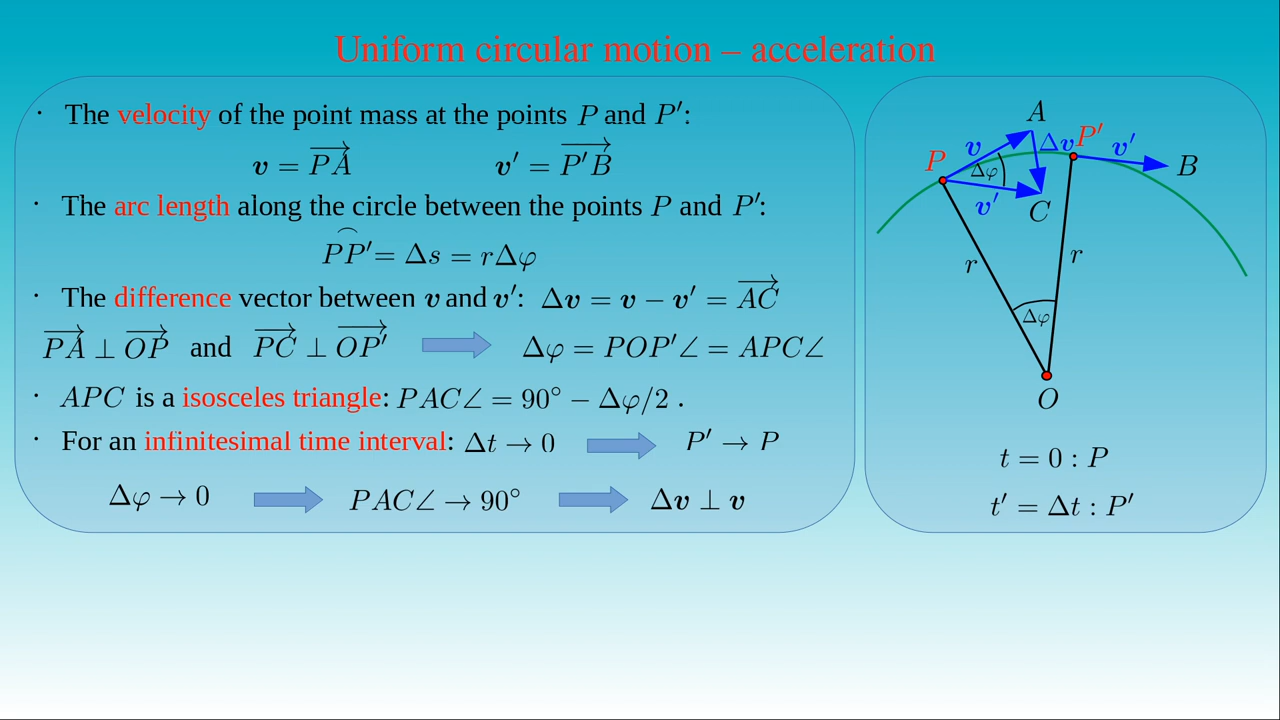 Uniform circular motion – acceleration
· The velocity of the point mass at the points P and P′:
v = PA→ v′ = P′B→
· The arc length along the circle between the points P and P′:
PP′⌢ = Δs = rΔφ
· The difference vector between v and v′: Δv = v − v′ = AC→
PA→ ⊥ OP→ and PC→ ⊥ OP′→ ⇒ Δφ = POP′∠ = APC∠
· APC is a isosceles triangle: PAC∠ = 90° − Δφ/2 .
· For an infinitesimal time interval: Δt → 0 ⇒ P′ → P
Δφ → 0 ⇒ PAC∠ → 90° ⇒ Δv ⊥ v
A
P v Δv P′ v′ B
Δφ
v′ C
r r
Δφ
O
t = 0 : P
t′ = Δt : P′